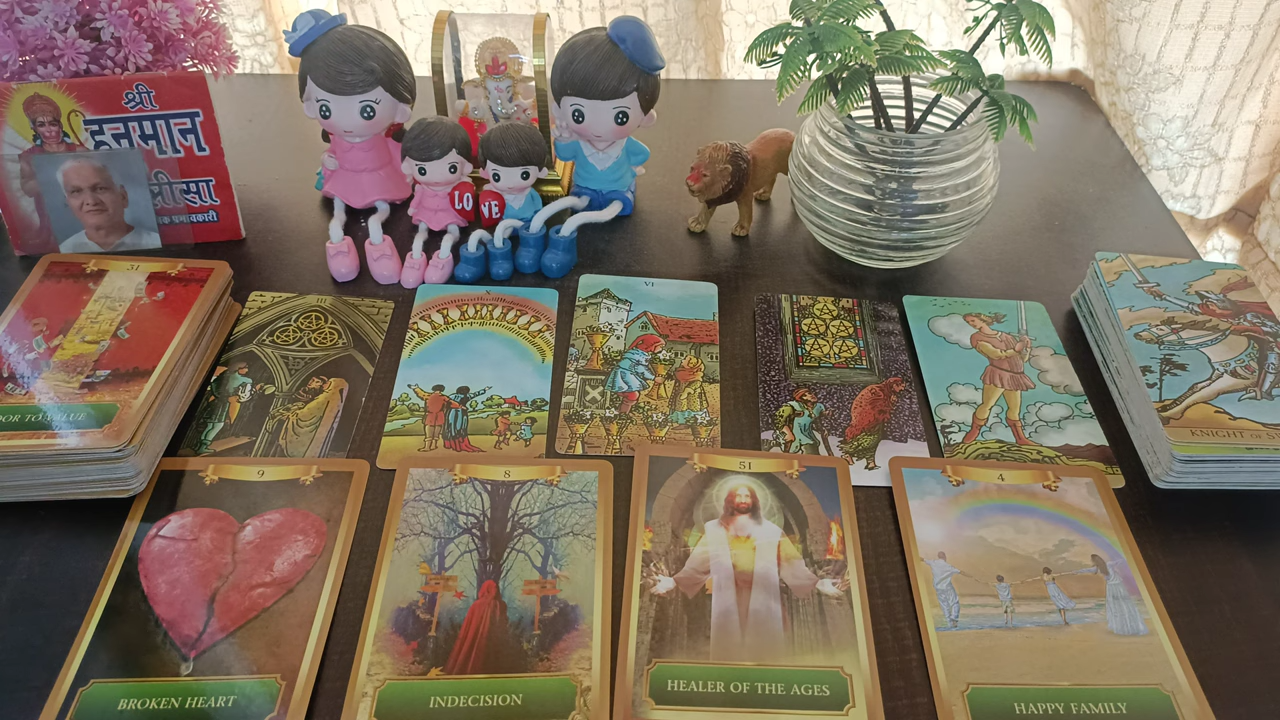 श्री
हनुमान
लीसा
LO
VE
31
OOR TO VALUE
III
X
VI
KNIGHT OF S
9
BROKEN HEART
8
INDECISION
51
HEALER OF THE AGES
4
HAPPY FAMILY